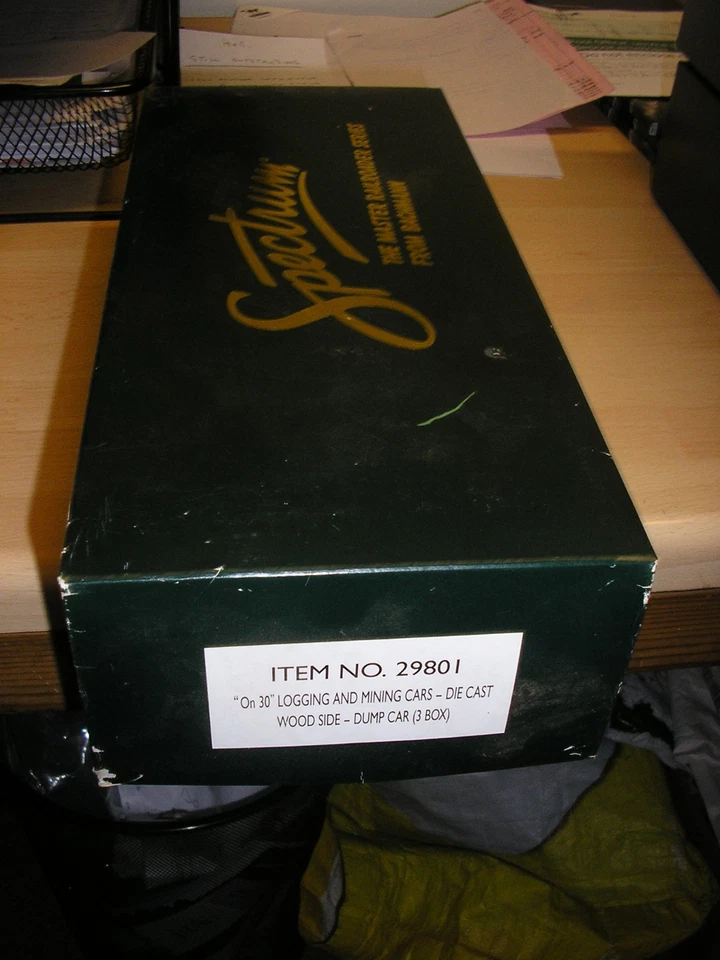 Spectrum
THE MASTER RAILROADER SERIES
FROM BACHMANN
ITEM NO. 29801
“On 30” LOGGING AND MINING CARS – DIE CAST
WOOD SIDE – DUMP CAR (3 BOX)